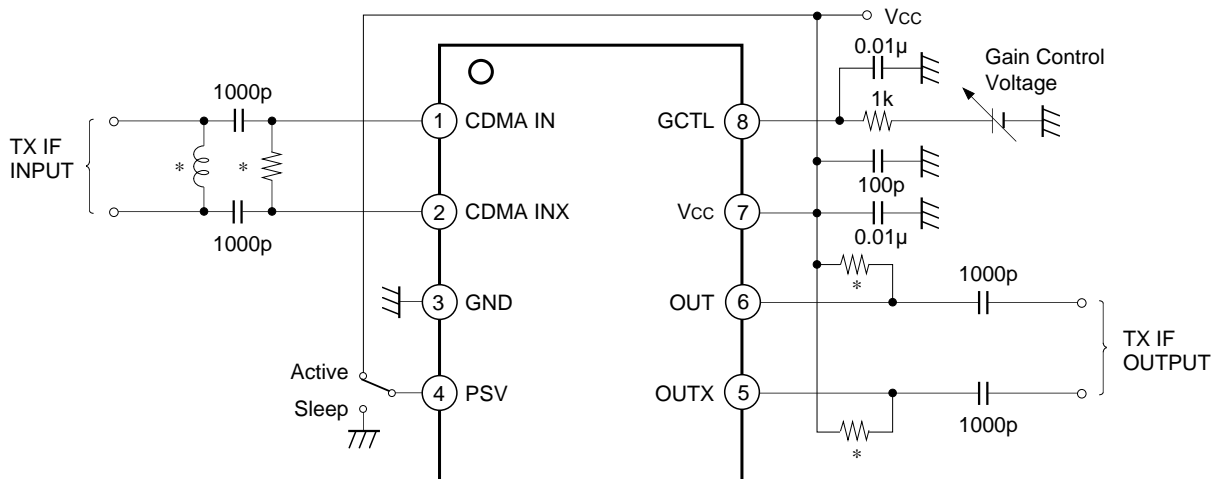 Vcc
0.01µ
Gain Control
Voltage
1000p
1k
TX IF
INPUT
*
*
1
CDMA IN
GCTL
8
100p
2
CDMA INX
Vcc
7
1000p
0.01µ
*
1000p
3
GND
OUT
6
TX IF
OUTPUT
Active
4
PSV
OUTX
5
Sleep
1000p
*